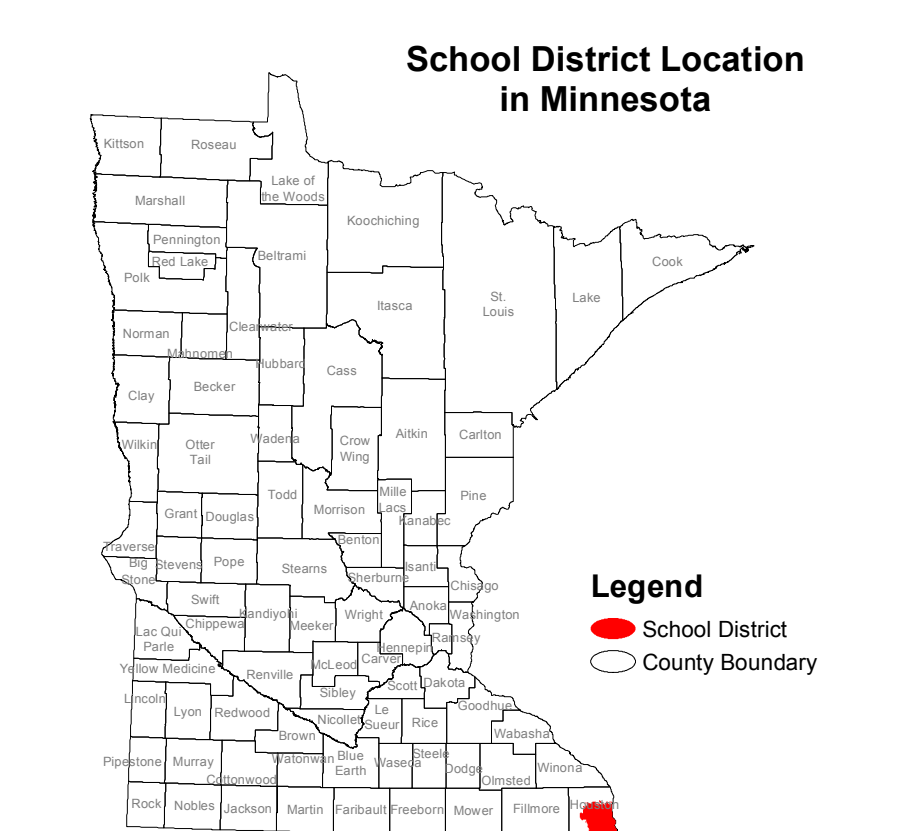 School District Location
in Minnesota
Kittson
Roseau
Lake of
the Woods
Marshall
Koochiching
Pennington
Beltrami
Red Lake
Cook
Polk
St.
Louis
Lake
Itasca
Clearwater
Norman
Mahnomen
Hubbard
Cass
Becker
Clay
Wadena
Crow
Wing
Aitkin
Carlton
Wilkin
Otter
Tail
Todd
Mille
Lacs
Pine
Grant
Douglas
Morrison
Kanabec
Benton
Traverse
Big
Stone
Stevens
Pope
Stearns
Isanti
Sherburne
Chisago
Legend
School District
County Boundary
Swift
Kandiyohi
Meeker
Wright
Anoka
Washington
Chippewa
Lac Qui
Parle
Hennepin
Ramsey
Yellow Medicine
Renville
McLeod
Carver
Scott
Dakota
Sibley
Lincoln
Lyon
Redwood
Nicollet
Le
Sueur
Rice
Goodhue
Wabasha
Brown
Pipestone
Murray
Cottonwood
Watonwan
Blue
Earth
Waseca
Steele
Dodge
Olmsted
Winona
Rock
Nobles
Jackson
Martin
Faribault
Freeborn
Mower
Fillmore
Houston